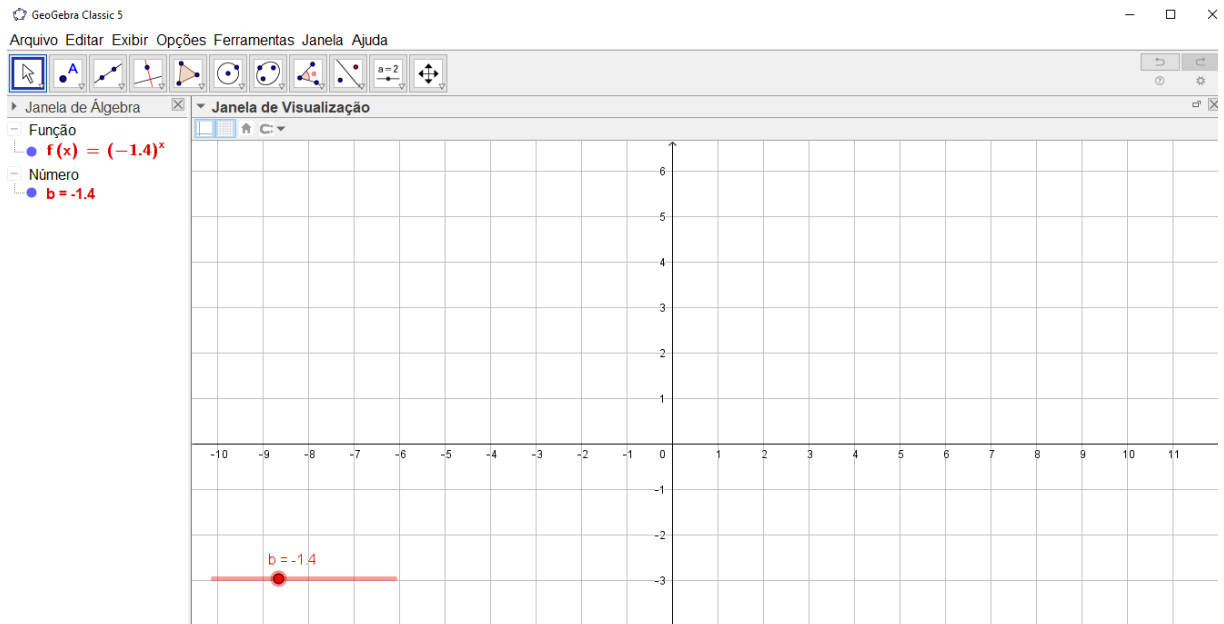 GeoGebra Classic 5
Arquivo Editar Exibir Opções Ferramentas Janela Ajuda
A
α
a=2
Janela de Álgebra
Janela de Visualização
Função
f(x) = (−1.4)ˣ
Número
b = -1.4
6
5
4
3
2
1
-10 -9 -8 -7 -6 -5 -4 -3 -2 -1 0 1 2 3 4 5 6 7 8 9 10 11
-1
-2
b = -1.4
-3